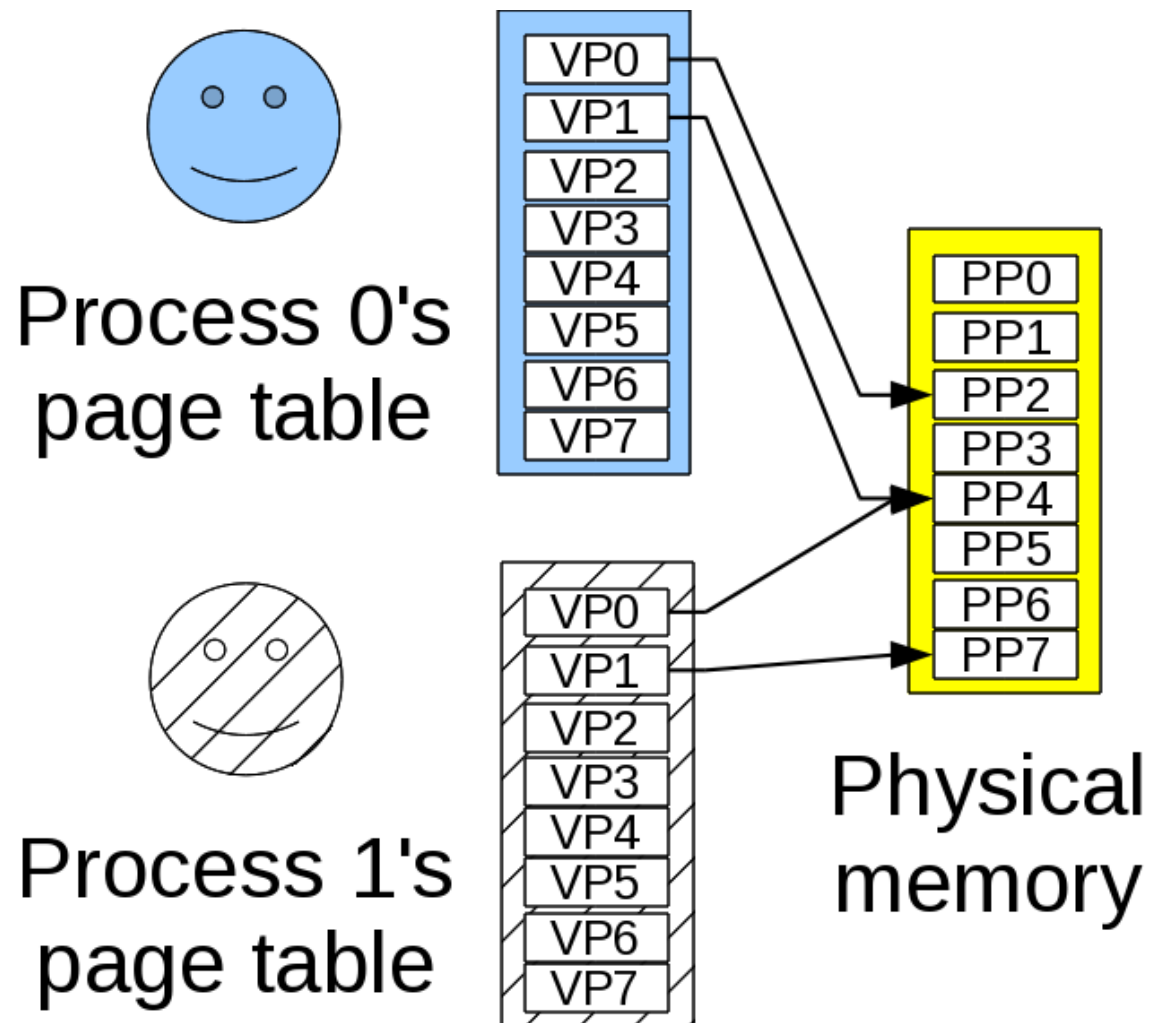 VP0
VP1
VP2
VP3
VP4
VP5
VP6
VP7
Process 0's
page table
PP0
PP1
PP2
PP3
PP4
PP5
PP6
PP7
VP0
VP1
VP2
VP3
VP4
VP5
VP6
VP7
Process 1's
page table
Physical
memory